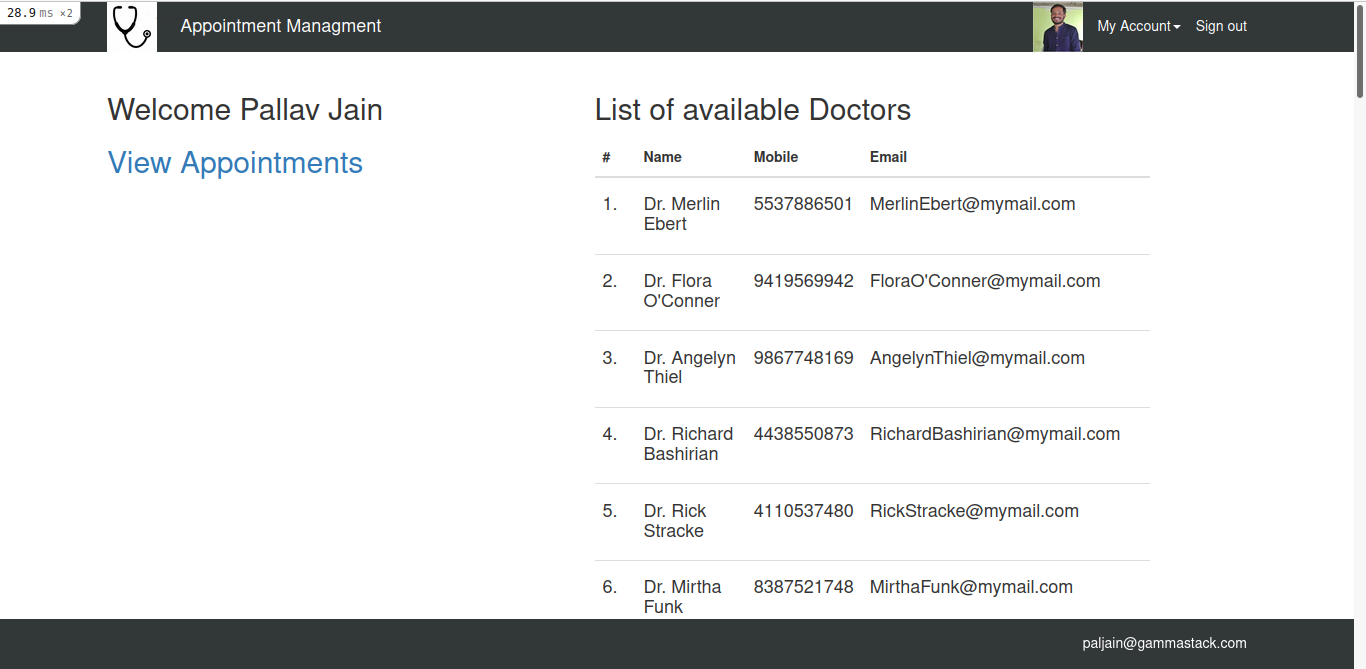 28.9 ms ×2
Appointment Managment
My Account
Sign out
Welcome Pallav Jain
View Appointments
List of available Doctors
# Name Mobile Email
1. Dr. Merlin 5537886501 MerlinEbert@mymail.com
Ebert
2. Dr. Flora 9419569942 FloraO'Conner@mymail.com
O'Conner
3. Dr. Angelyn 9867748169 AngelynThiel@mymail.com
Thiel
4. Dr. Richard 4438550873 RichardBashirian@mymail.com
Bashirian
5. Dr. Rick 4110537480 RickStracke@mymail.com
Stracke
6. Dr. Mirtha 8387521748 MirthaFunk@mymail.com
Funk
paljain@gammastack.com